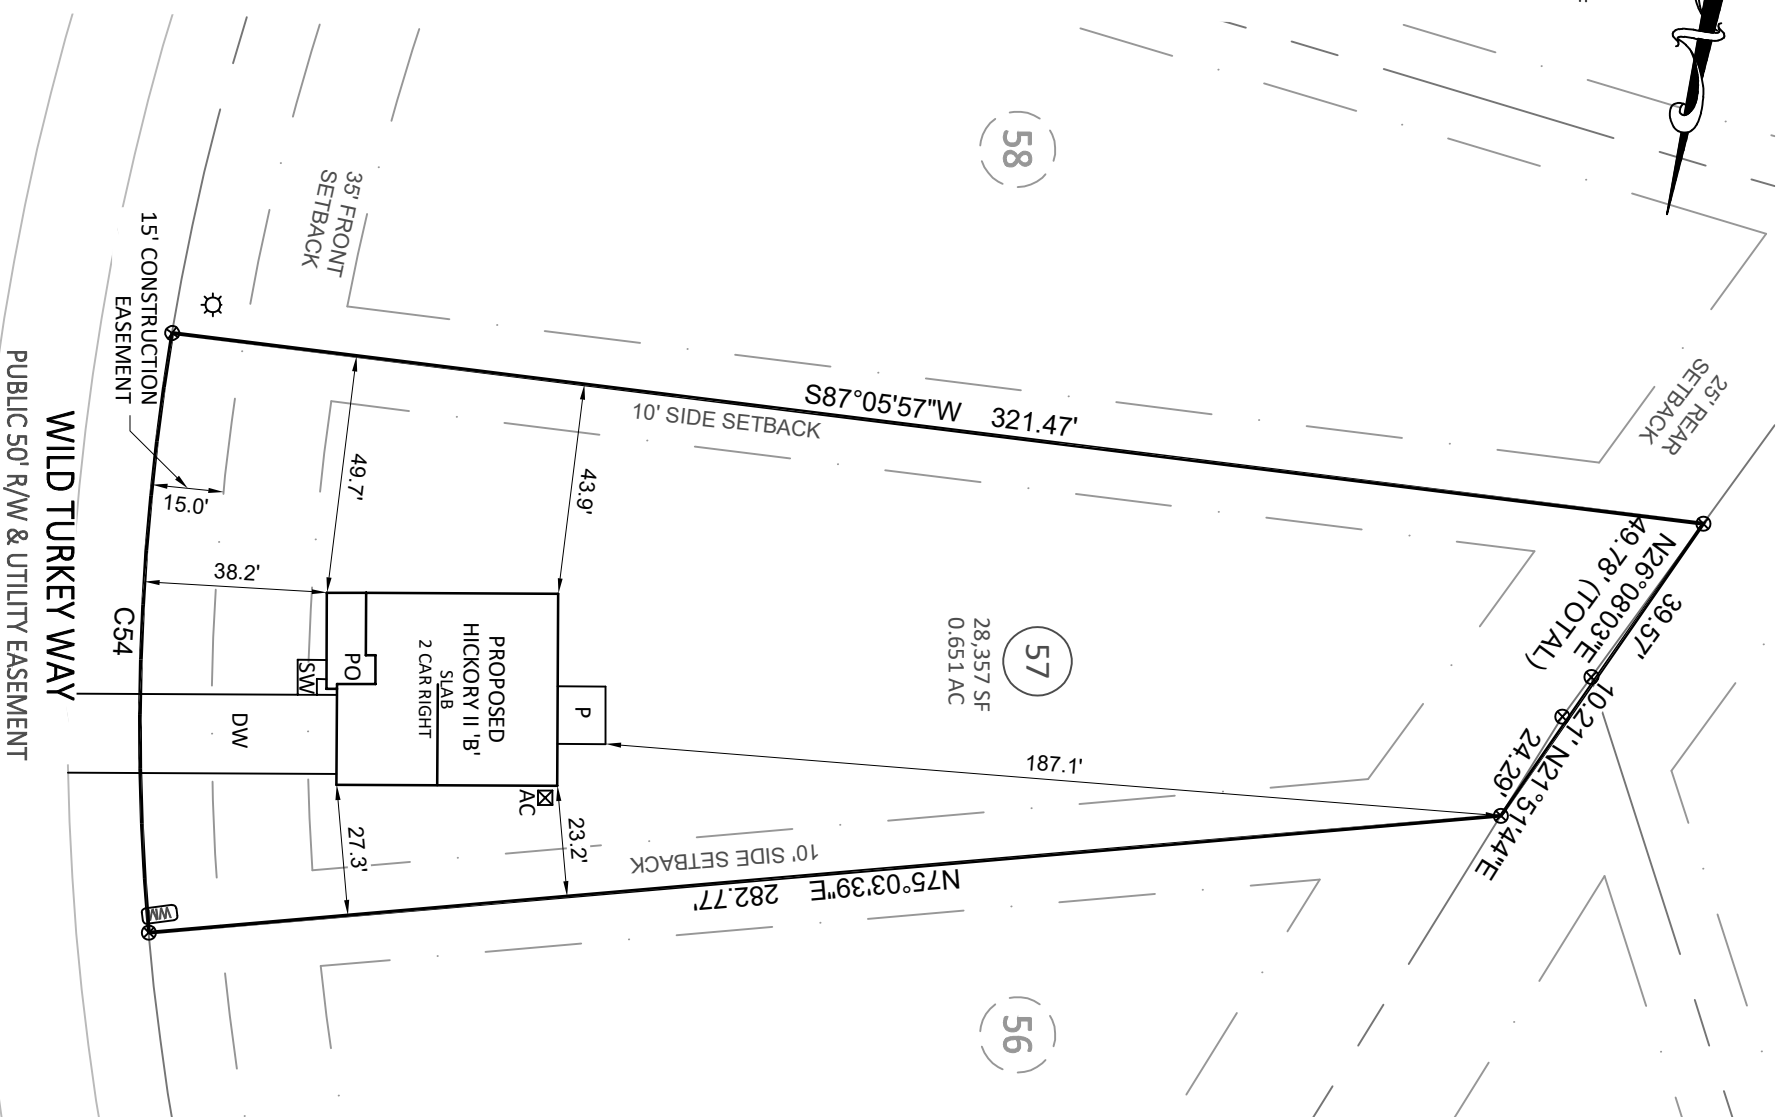 58
35' FRONT
SETBACK
15' CONSTRUCTION
EASEMENT
25' REAR
SETBACK
S87°05'57"W 321.47'
10' SIDE SETBACK
49.7'
43.9'
15.0'
38.2'
N26°08'03"E
49.78' (TOTAL)
39.57'
10.21'
N21°51'44"E
24.29'
57
28,357 SF
0.651 AC
PROPOSED
HICKORY II 'B'
SLAB
2 CAR RIGHT
PO
SW
P
DW
AC
187.1'
27.3'
23.2'
10' SIDE SETBACK
N75°03'39"E 282.77'
WM
C54
WILD TURKEY WAY
PUBLIC 50' R/W & UTILITY EASEMENT
56